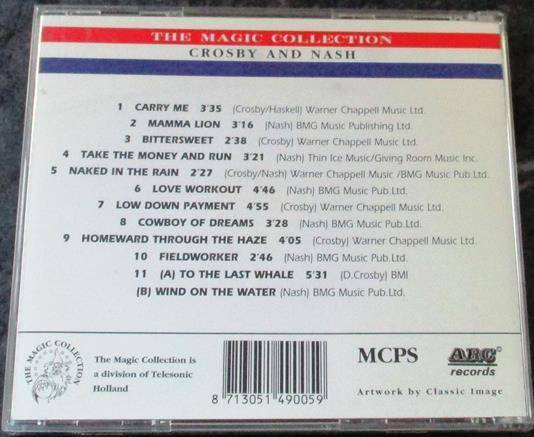 THE MAGIC COLLECTION
CROSBY AND NASH
1 CARRY ME 3'35 (Crosby/Haskell) Warner Chappell Music Ltd.
2 MAMMA LION 3'16 (Nash) BMG Music Publishing Ltd.
3 BITTERSWEET 2'38 (Crosby) Warner Chappell Music Ltd.
4 TAKE THE MONEY AND RUN 3'21 (Nash) Thin Ice Music/Giving Room Music Inc.
5 NAKED IN THE RAIN 2'27 (Crosby/Nash) Warner Chappell Music Ltd/ /BMG Music Pub.Ltd.
6 LOVE WORKOUT 4'46 (Nash) BMG Music Pub.Ltd.
7 LOW DOWN PAYMENT 4'55 (Crosby) Warner Chappell Music Ltd.
8 COWBOY OF DREAMS 3'28 (Nash) BMG Music Pub.Ltd.
9 HOMEWARD THROUGH THE HAZE 4'05 (Crosby) Warner Chappell Music Ltd.
10 FIELDWORKER 2'46 (Nash) BMG Music Pub.Ltd.
11 (A) TO THE LAST WHALE 5'31 (D.Crosby) BMI
(B) WIND ON THE WATER (Nash) BMG Music Pub.Ltd.
THE MAGIC COLLECTION
The Magic Collection is
a division of Telesonic
Holland
8 713051 490059
MCPS
ARC
records
Artwork by Classic Image